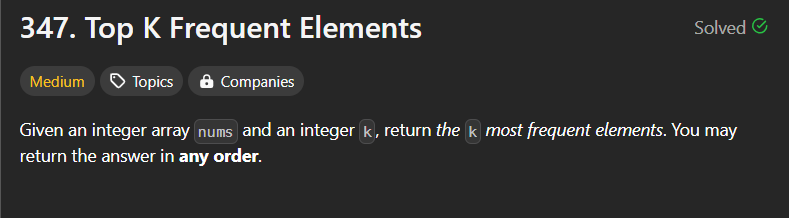 347. Top K Frequent Elements
Solved
Medium Topics Companies
Given an integer array nums and an integer k, return the k most frequent elements. You may
return the answer in any order.